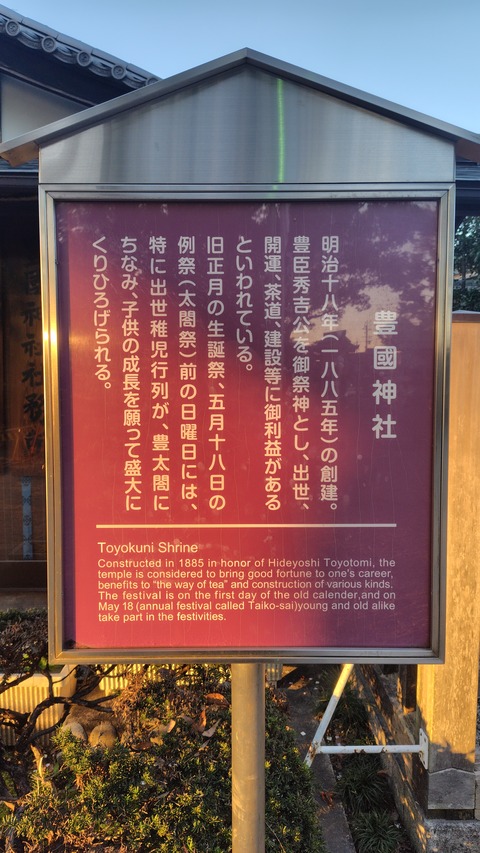 豊國神社
明治十八年(一八八五年)の創建。
豊臣秀吉公を御祭神とし、出世、
開運、茶道、建設等に御利益がある
といわれている。
旧正月の生誕祭、五月十八日の
例祭(太閤祭)前の日曜日には、
特に出世稚児行列が、豊太閤に
ちなみ、子供の成長を願って盛大に
くりひろげられる。
Toyokuni Shrine
Constructed in 1885 in honor of Hideyoshi Toyotomi, the
temple is considered to bring good fortune to one's career,
benefits to "the way of tea" and construction of various kinds.
The festival is on the first day of the old calender,and on
May 18 (annual festival called Taiko-sai)young and old alike
take part in the festivities.